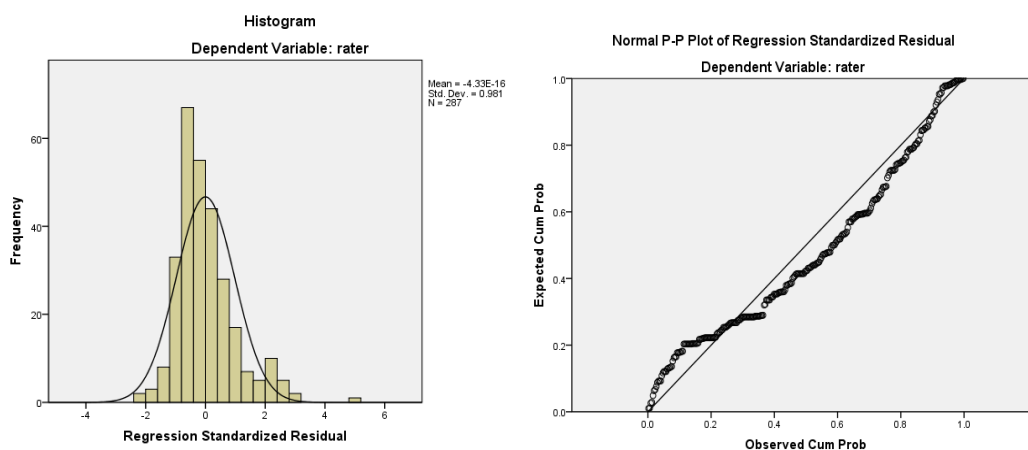 Histogram
Dependent Variable: rater
Mean = -4.33E-16
Std. Dev. = 0.981
N = 287
Frequency
60
40
20
0
-4 -2 0 2 4 6
Regression Standardized Residual
Normal P-P Plot of Regression Standardized Residual
Dependent Variable: rater
Expected Cum Prob
1.0
0.8
0.6
0.4
0.2
0.0
0.0 0.2 0.4 0.6 0.8 1.0
Observed Cum Prob